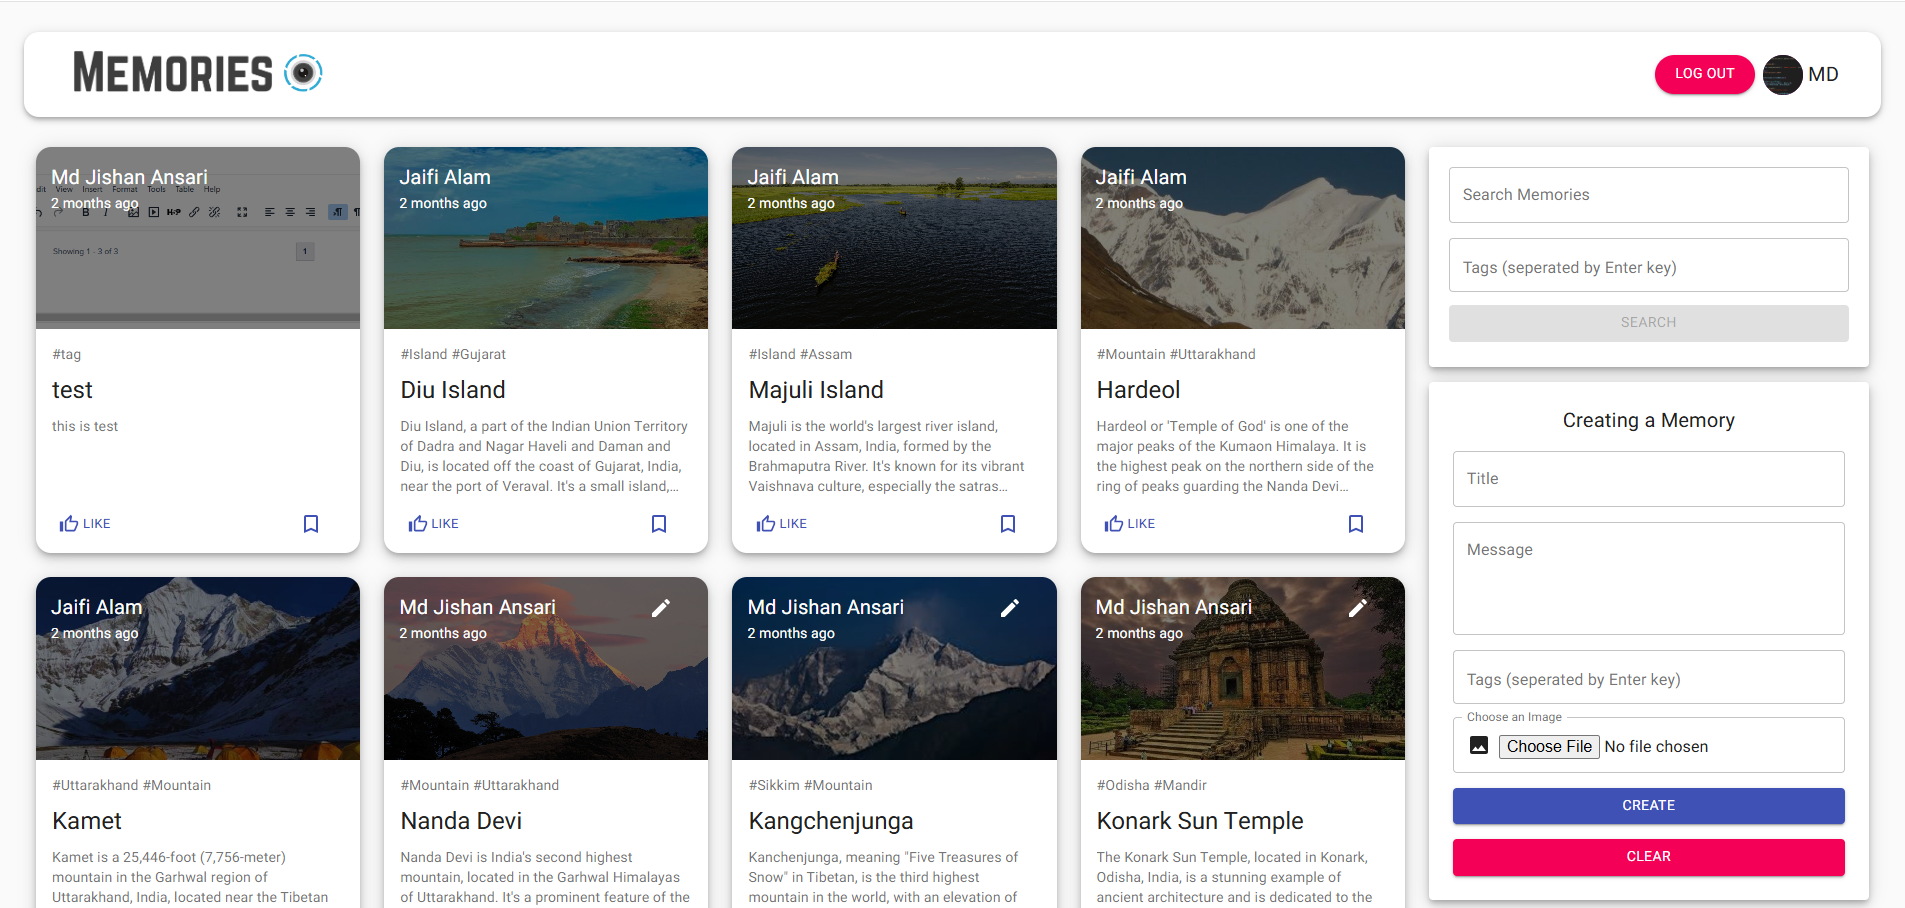 MEMORIES
LOG OUT
MD
Md Jishan Ansari
2 months ago
View Insert Format Tools Table Help
Showing 1 - 3 of 3
1
#tag
test
this is test
LIKE
Jaifi Alam
2 months ago
#Island #Gujarat
Diu Island
Diu Island, a part of the Indian Union Territory
of Dadra and Nagar Haveli and Daman and
Diu, is located off the coast of Gujarat, India,
near the port of Veraval. It's a small island,…
LIKE
Jaifi Alam
2 months ago
#Island #Assam
Majuli Island
Majuli is the world's largest river island,
located in Assam, India, formed by the
Brahmaputra River. It's known for its vibrant
Vaishnava culture, especially the satras…
LIKE
Jaifi Alam
2 months ago
#Mountain #Uttarakhand
Hardeol
Hardeol or 'Temple of God' is one of the
major peaks of the Kumaon Himalaya. It is
the highest peak on the northern side of the
ring of peaks guarding the Nanda Devi…
LIKE
Jaifi Alam
2 months ago
#Uttarakhand #Mountain
Kamet
Kamet is a 25,446-foot (7,756-meter)
mountain in the Garhwal region of
Uttarakhand, India, located near the Tibetan
Md Jishan Ansari
2 months ago
#Mountain #Uttarakhand
Nanda Devi
Nanda Devi is India's second highest
mountain, located in the Garhwal Himalayas
of Uttarakhand. It's a prominent feature of the
Md Jishan Ansari
2 months ago
#Sikkim #Mountain
Kangchenjunga
Kanchenjunga, meaning "Five Treasures of
Snow" in Tibetan, is the third highest
mountain in the world, with an elevation of
Md Jishan Ansari
2 months ago
#Odisha #Mandir
Konark Sun Temple
The Konark Sun Temple, located in Konark,
Odisha, India, is a stunning example of
ancient architecture and is dedicated to the
Search Memories
Tags (seperated by Enter key)
SEARCH
Creating a Memory
Title
Message
Tags (seperated by Enter key)
Choose an Image
Choose File No file chosen
CREATE
CLEAR